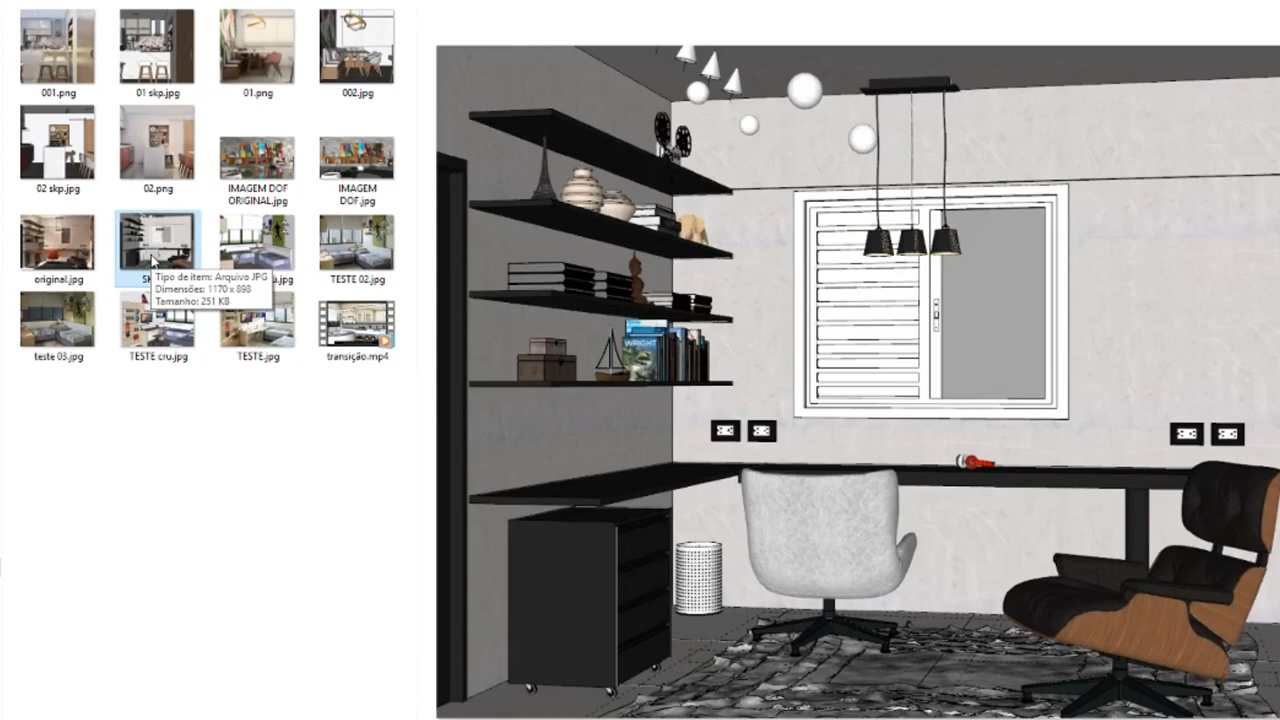 001.png
01 skp.jpg
01.png
002.jpg
02 skp.jpg
02.png
IMAGEM DOF
ORIGINAL.jpg
IMAGEM
DOF.jpg
original.jpg
TESTE 02.jpg
Tipo de item: Arquivo JPG
Dimensões: 1170 x 898
Tamanho: 251 KB
teste 03.jpg
TESTE cru.jpg
TESTE.jpg
transição.mp4
WRIGHT